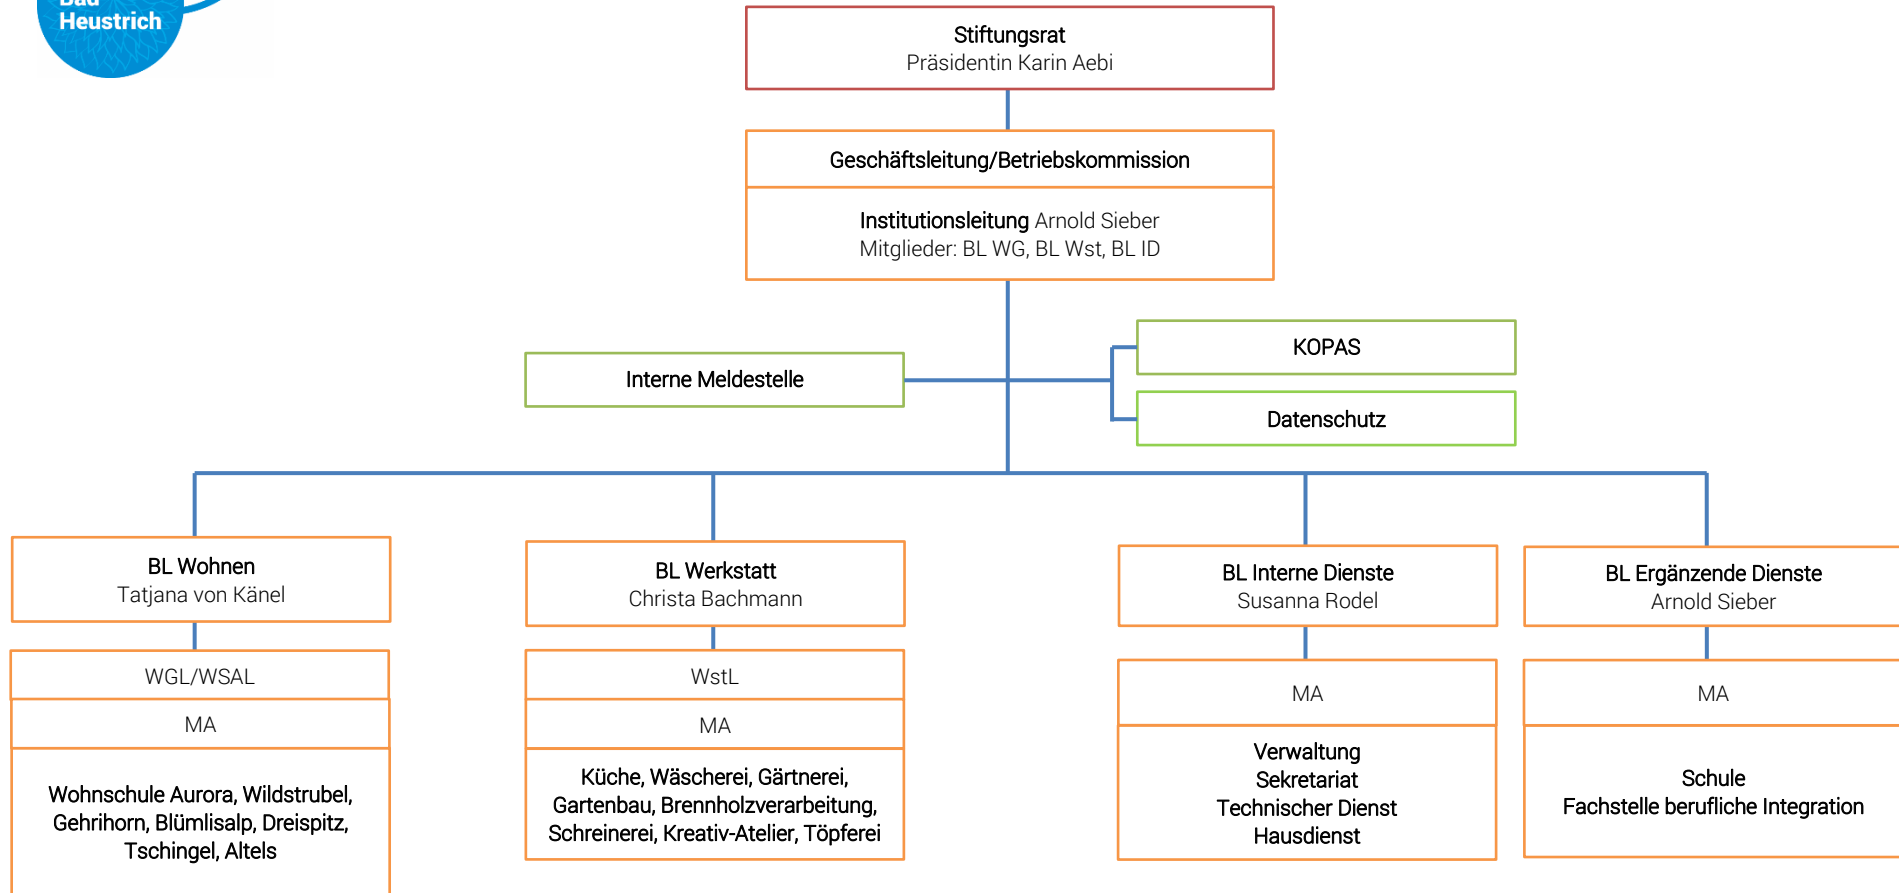 Bad
Heustrich
Stiftungsrat
Präsidentin Karin Aebi
Geschäftsleitung/Betriebskommission
Institutionsleitung Arnold Sieber
Mitglieder: BL WG, BL Wst, BL ID
KOPAS
Interne Meldestelle
Datenschutz
BL Wohnen
Tatjana von Känel
WGL/WSAL
MA
Wohnschule Aurora, Wildstrubel,
Gehrihorn, Blümlisalp, Dreispitz,
Tschingel, Altels
BL Werkstatt
Christa Bachmann
WstL
MA
Küche, Wäscherei, Gärtnerei,
Gartenbau, Brennholzverarbeitung,
Schreinerei, Kreativ-Atelier, Töpferei
BL Interne Dienste
Susanna Rodel
MA
Verwaltung
Sekretariat
Technischer Dienst
Hausdienst
BL Ergänzende Dienste
Arnold Sieber
MA
Schule
Fachstelle berufliche Integration